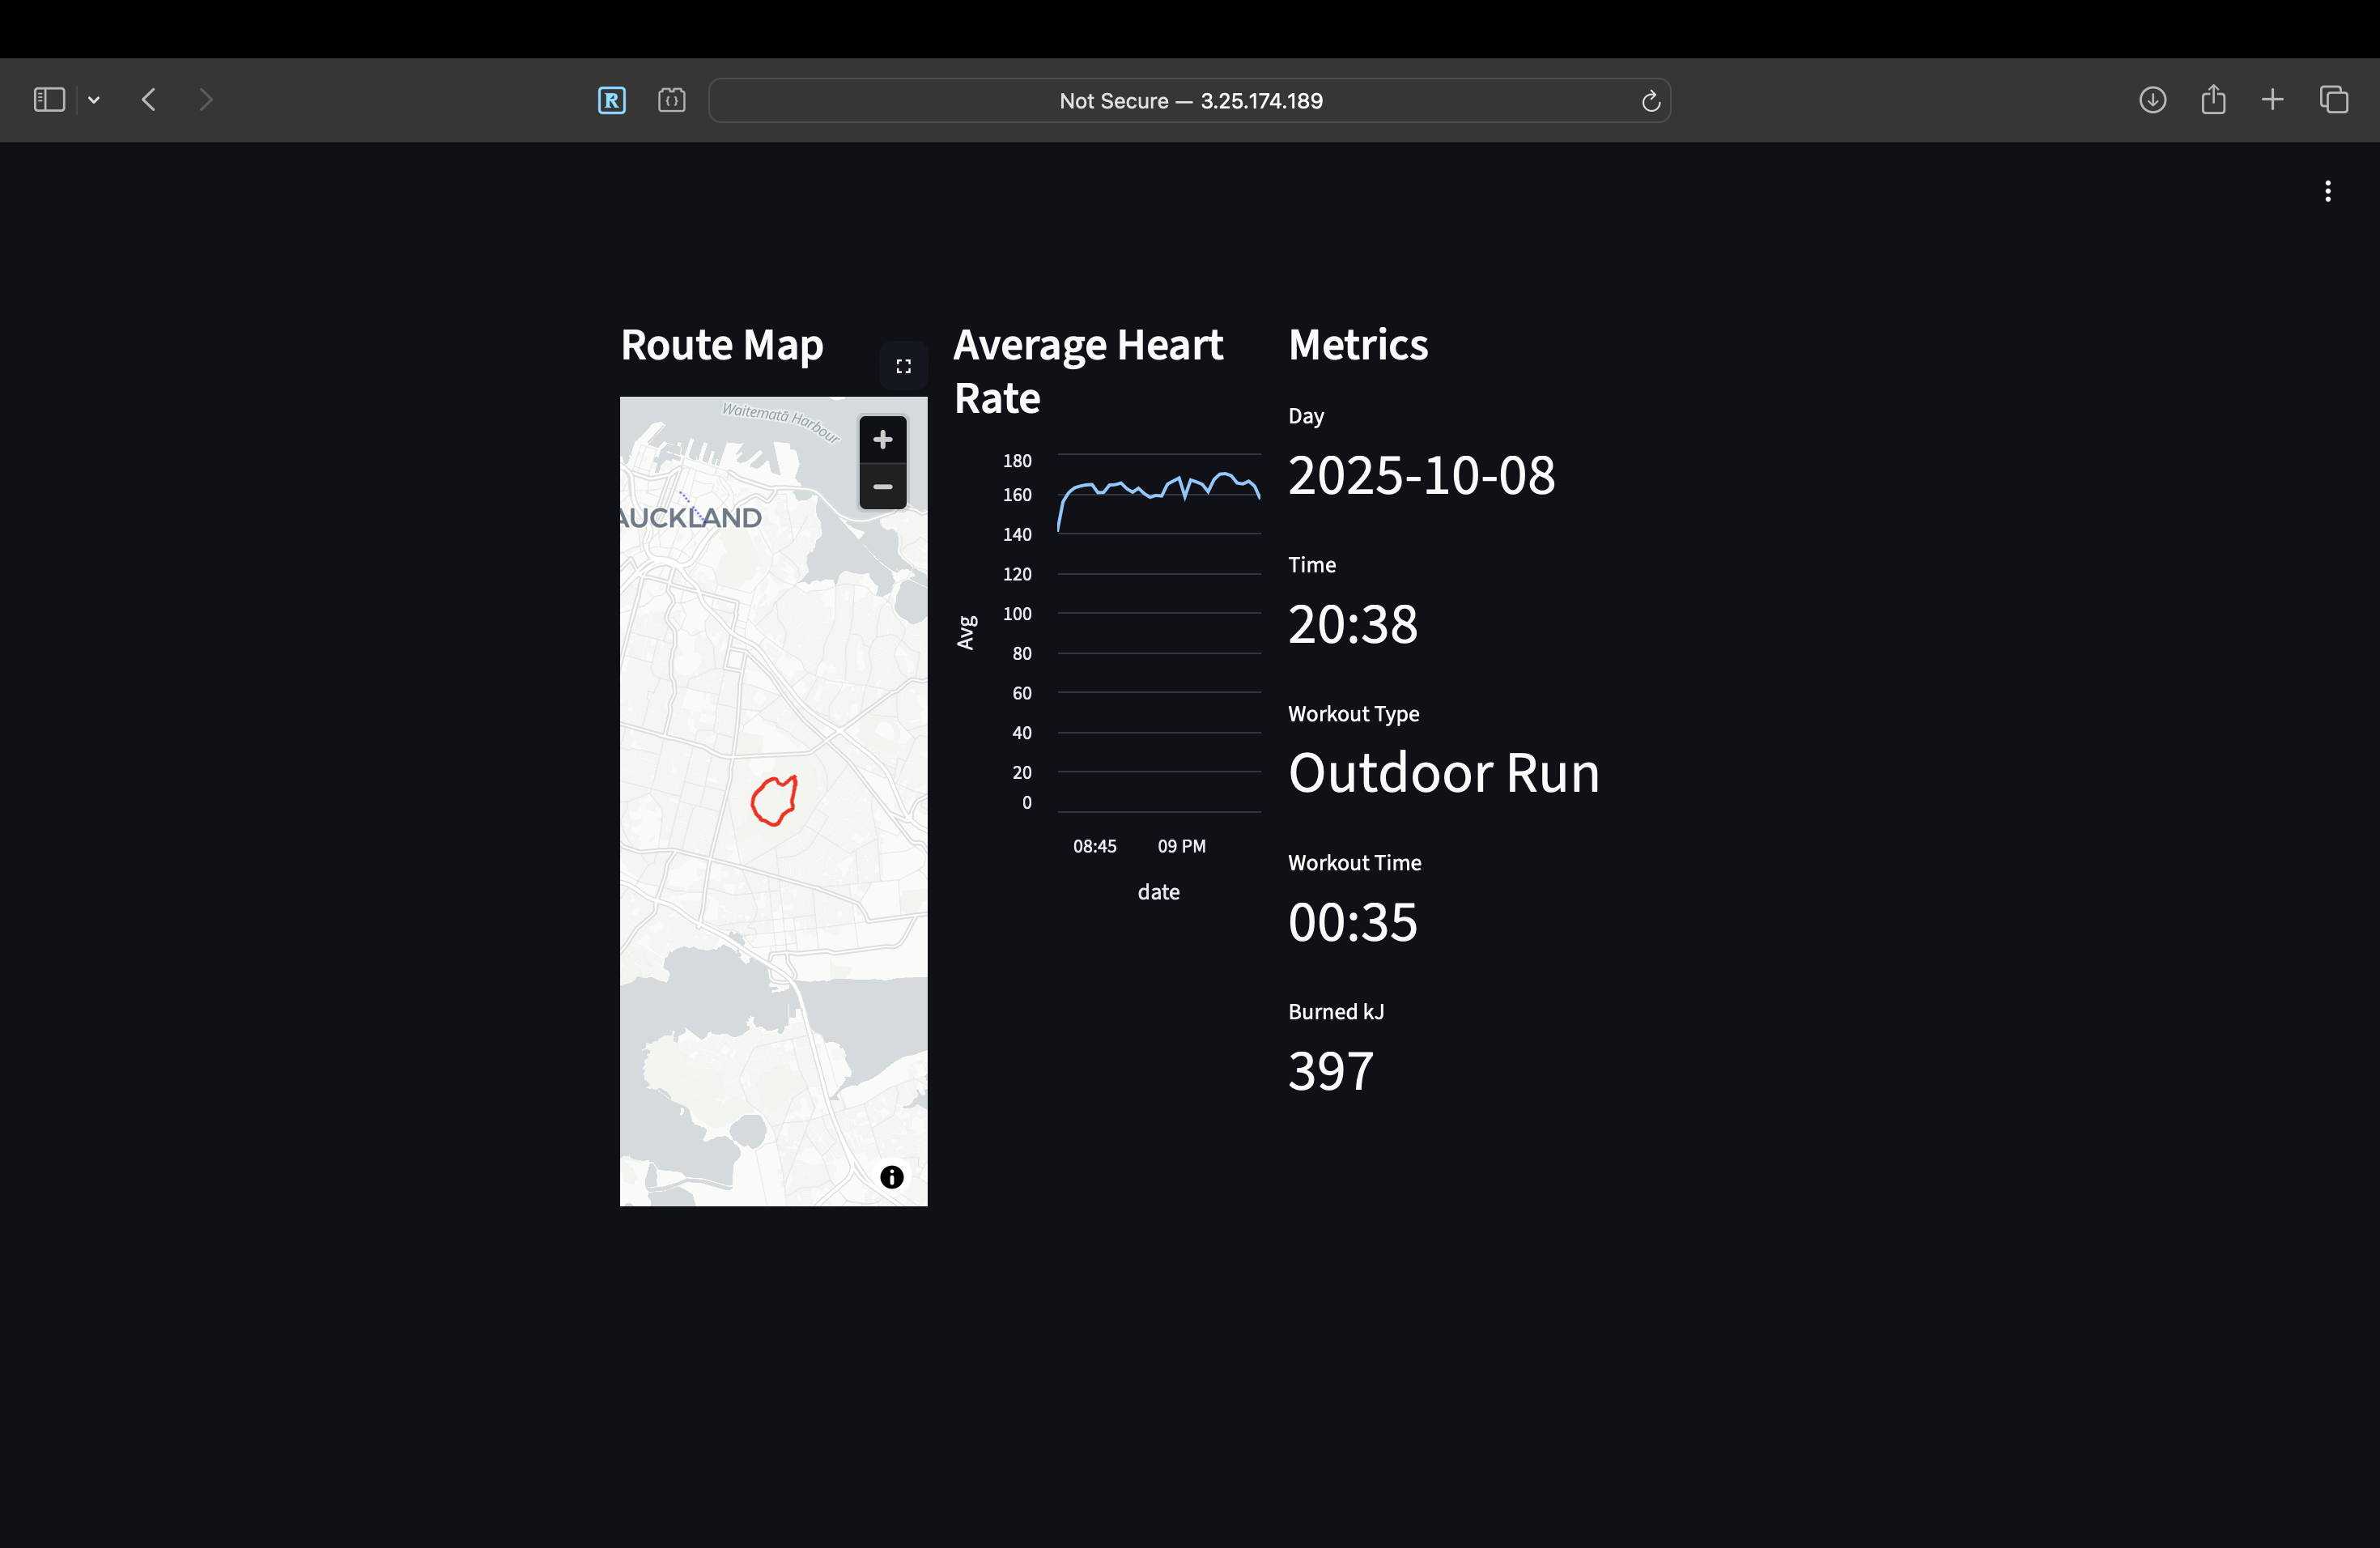 Not Secure — 3.25.174.189
Route Map
Waitematā Harbour
AUCKLAND
Average Heart
Rate
180
160
140
120
100
80
60
40
20
0
Avg
08:45
09 PM
date
Metrics
Day
2025-10-08
Time
20:38
Workout Type
Outdoor Run
Workout Time
00:35
Burned kJ
397